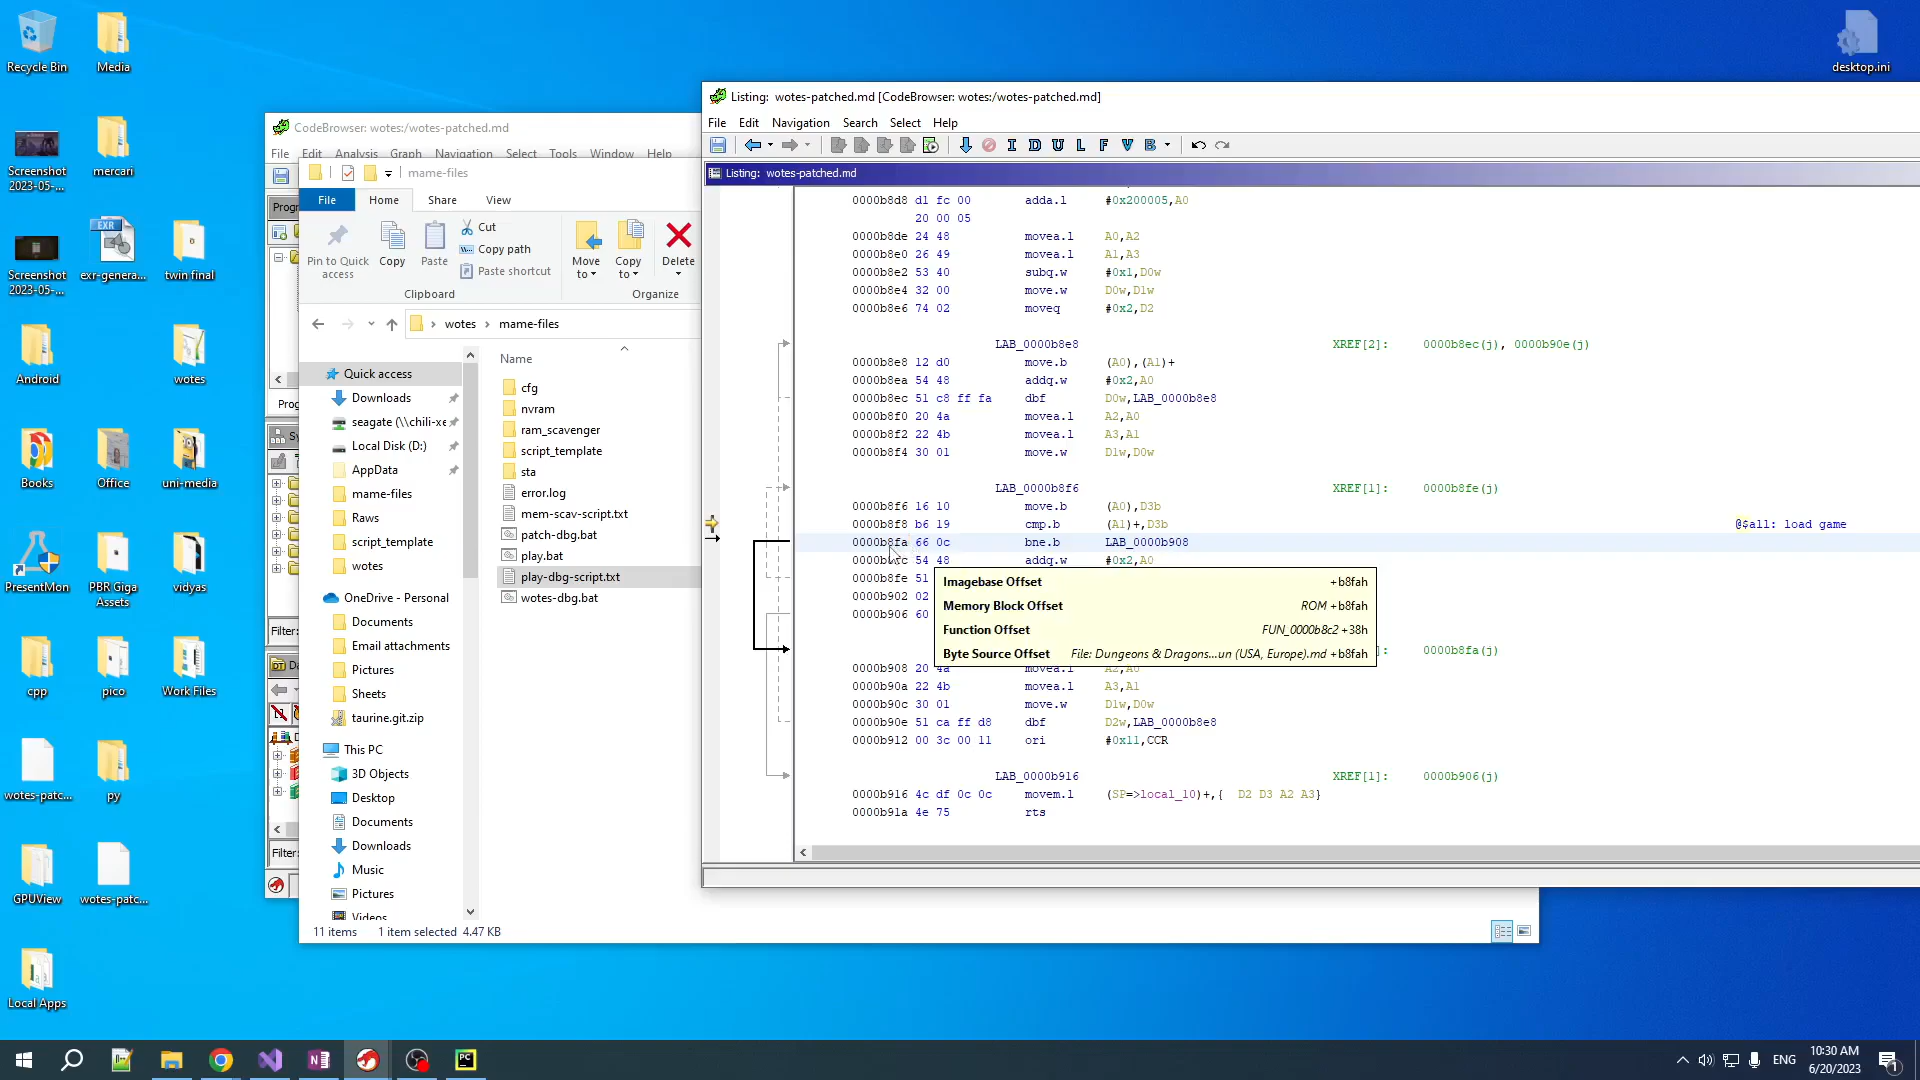 Recycle Bin
Media
desktop.ini
Screenshot
2023-05-...
mercari
Screenshot
2023-05-...
exr-genera...
twin final
Android
wotes
Books
Office
uni-media
PresentMon
PBR Giga
Assets
vidyas
cpp
pico
Work Files
wotes-patc...
py
GPUView
wotes-patc...
Local Apps
CodeBrowser: wotes:/wotes-patched.md
File Edit Analysis Graph Navigation Select Tools Window Help
Progr
Prog
Filter:
Filter:
mame-files
File Home Share View
Pin to Quick
access
Copy
Paste
Cut
Copy path
Paste shortcut
Clipboard
Move
to
Copy
to
Delete
Organize
wotes › mame-files
Quick access
Downloads
seagate (\\chili-xe
Local Disk (D:)
AppData
mame-files
Raws
script_template
wotes
OneDrive - Personal
Documents
Email attachments
Pictures
Sheets
taurine.git.zip
This PC
3D Objects
Desktop
Documents
Downloads
Music
Pictures
Videos
Name
cfg
nvram
ram_scavenger
script_template
sta
error.log
mem-scav-script.txt
patch-dbg.bat
play.bat
play-dbg-script.txt
wotes-dbg.bat
11 items 1 item selected 4.47 KB
Listing: wotes-patched.md [CodeBrowser: wotes:/wotes-patched.md]
File Edit Navigation Search Select Help
I D U L F V B
Listing: wotes-patched.md
0000b8d8 d1 fc 00 adda.l #0x200005,A0
20 00 05
0000b8de 24 48 movea.l A0,A2
0000b8e0 26 49 movea.l A1,A3
0000b8e2 53 40 subq.w #0x1,D0w
0000b8e4 32 00 move.w D0w,D1w
0000b8e6 74 02 moveq #0x2,D2
LAB_0000b8e8 XREF[2]: 0000b8ec(j), 0000b90e(j)
0000b8e8 12 d0 move.b (A0),(A1)+
0000b8ea 54 48 addq.w #0x2,A0
0000b8ec 51 c8 ff fa dbf D0w,LAB_0000b8e8
0000b8f0 20 4a movea.l A2,A0
0000b8f2 22 4b movea.l A3,A1
0000b8f4 30 01 move.w D1w,D0w
LAB_0000b8f6 XREF[1]: 0000b8fe(j)
0000b8f6 16 10 move.b (A0),D3b
0000b8f8 b6 19 cmp.b (A1)+,D3b @$all: load game
0000b8fa 66 0c bne.b LAB_0000b908
54 48 addq.w #0x2,A0
0000b8fe 51
0000b902 02
0000b906 60
Imagebase Offset +b8fah
Memory Block Offset ROM +b8fah
Function Offset FUN_0000b8c2 +38h
Byte Source Offset File: Dungeons & Dragons...un (USA, Europe).md +b8fah
0000b8fa(j)
0000b908 20 4a movea.l A2,A0
0000b90a 22 4b movea.l A3,A1
0000b90c 30 01 move.w D1w,D0w
0000b90e 51 ca ff d8 dbf D2w,LAB_0000b8e8
0000b912 00 3c 00 11 ori #0x11,CCR
LAB_0000b916 XREF[1]: 0000b906(j)
0000b916 4c df 0c 0c movem.l (SP=>local_10)+,{ D2 D3 A2 A3}
0000b91a 4e 75 rts
ENG
10:30 AM
6/20/2023